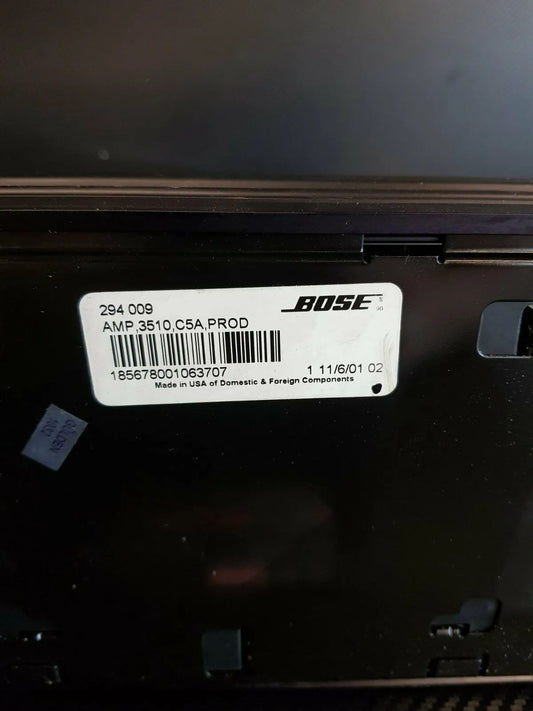 294 009
BOSE
AMP,3510,C5A,PROD
185678001063707
1 11/6/01 02
Made in USA of Domestic & Foreign Components
GOLDEN